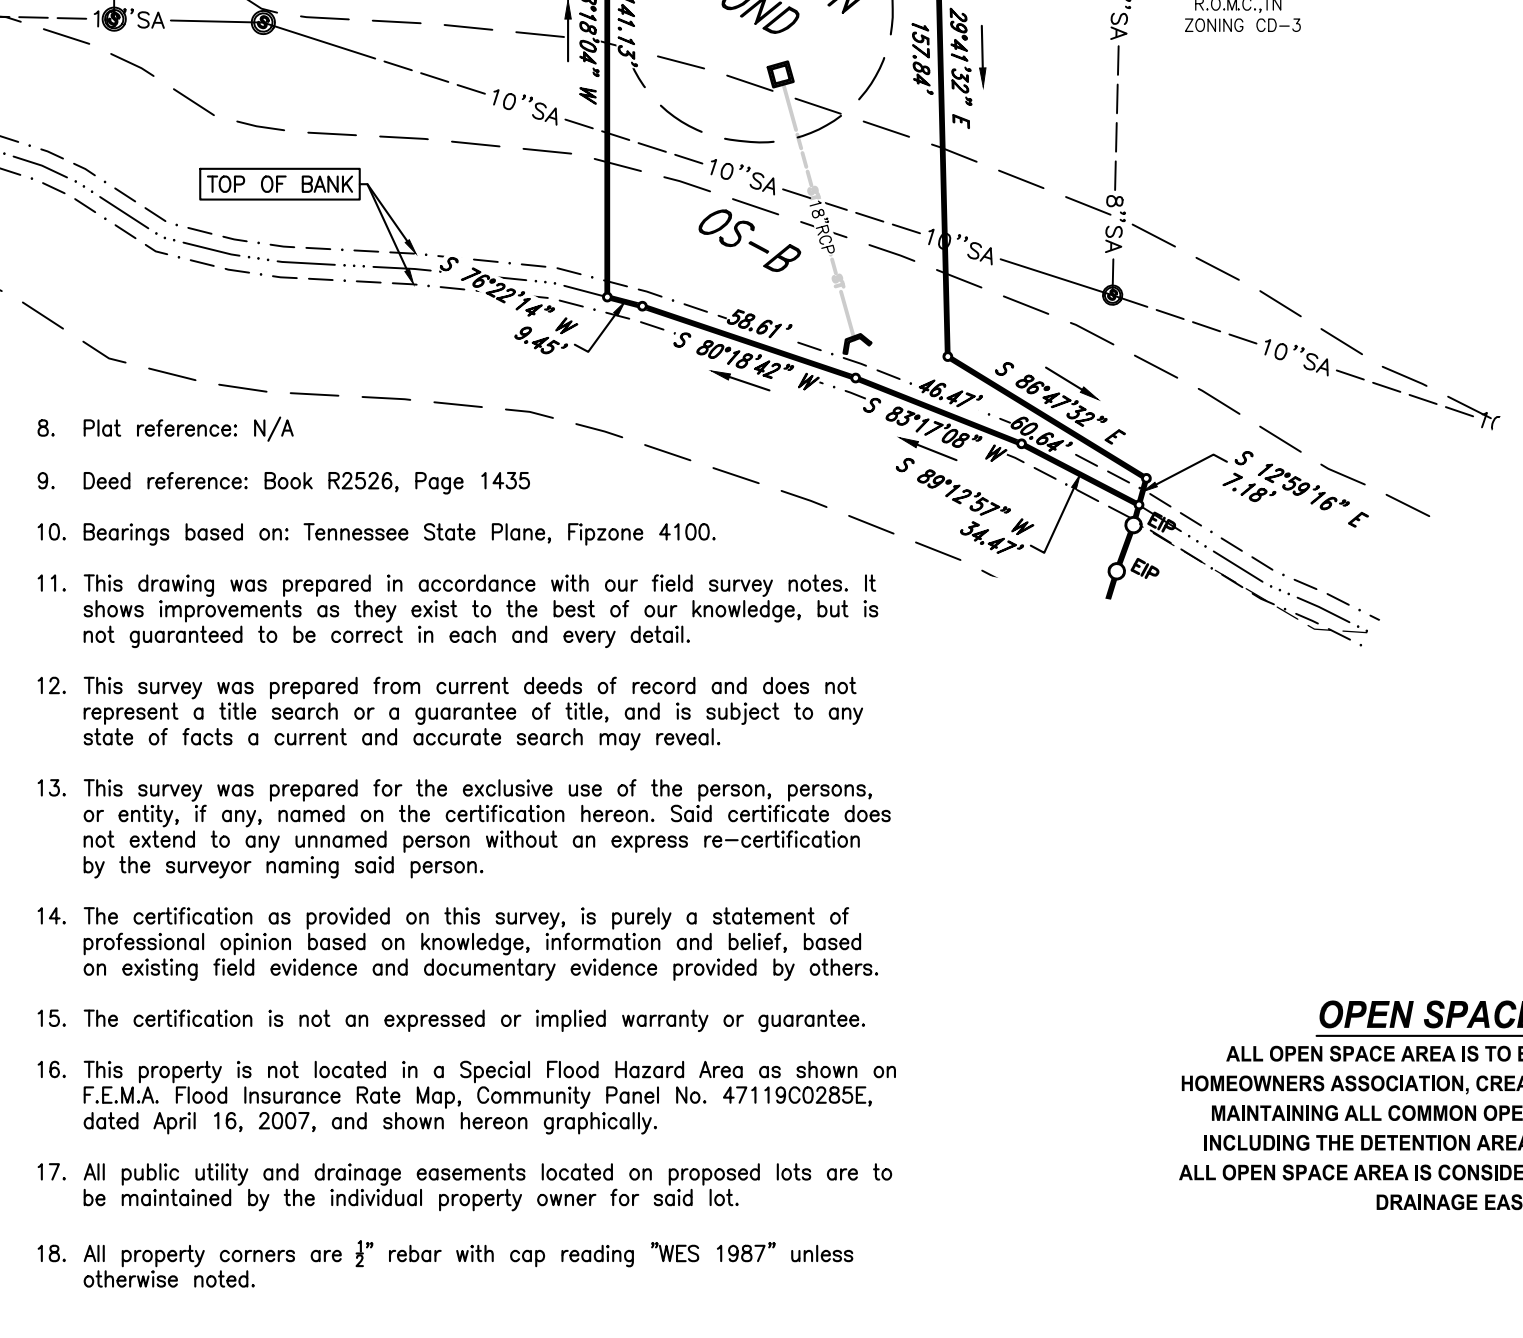 10"SA
R.O.M.C.,IN
ZONING CD-3
"SA
18'04" W
41.13'
OND
N
29°41'32" E
157.84'
10"SA
10"SA
8"SA
TOP OF BANK
OS-B
18"RCP
10"SA
S 76°22'14" W
9.45'
58.61'
S 80°18'42" W
10"SA
S 86°47'32" E
46.47'
S 83°17'08" W
60.64'
S 89°12'57" W
34.47'
S 12°59'16" E
7.18'
EIP
EIP
8. Plat reference: N/A
9. Deed reference: Book R2526, Page 1435
10. Bearings based on: Tennessee State Plane, Fipzone 4100.
11. This drawing was prepared in accordance with our field survey notes. It
shows improvements as they exist to the best of our knowledge, but is
not guaranteed to be correct in each and every detail.
12. This survey was prepared from current deeds of record and does not
represent a title search or a guarantee of title, and is subject to any
state of facts a current and accurate search may reveal.
13. This survey was prepared for the exclusive use of the person, persons,
or entity, if any, named on the certification hereon. Said certificate does
not extend to any unnamed person without an express re-certification
by the surveyor naming said person.
14. The certification as provided on this survey, is purely a statement of
professional opinion based on knowledge, information and belief, based
on existing field evidence and documentary evidence provided by others.
15. The certification is not an expressed or implied warranty or guarantee.
16. This property is not located in a Special Flood Hazard Area as shown on
F.E.M.A. Flood Insurance Rate Map, Community Panel No. 47119C0285E,
dated April 16, 2007, and shown hereon graphically.
17. All public utility and drainage easements located on proposed lots are to
be maintained by the individual property owner for said lot.
18. All property corners are ½" rebar with cap reading "WES 1987" unless
otherwise noted.
OPEN SPAC
ALL OPEN SPACE AREA IS TO
HOMEOWNERS ASSOCIATION, CREA
MAINTAINING ALL COMMON OPE
INCLUDING THE DETENTION AREA
ALL OPEN SPACE AREA IS CONSIDE
DRAINAGE EAS